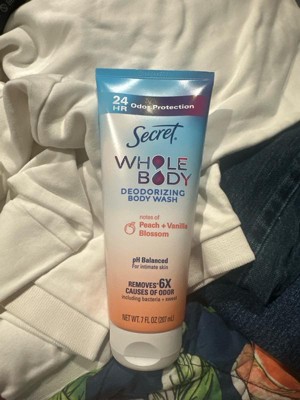 24
HR Odor Protection
Secret
WHOLE
BODY
DEODORIZING
BODY WASH
notes of
Peach + Vanilla
Blossom
pH Balanced
For intimate skin
REMOVES 6X
CAUSES OF ODOR
including bacteria + sweat
NET WT. 7 FL OZ (207 mL)